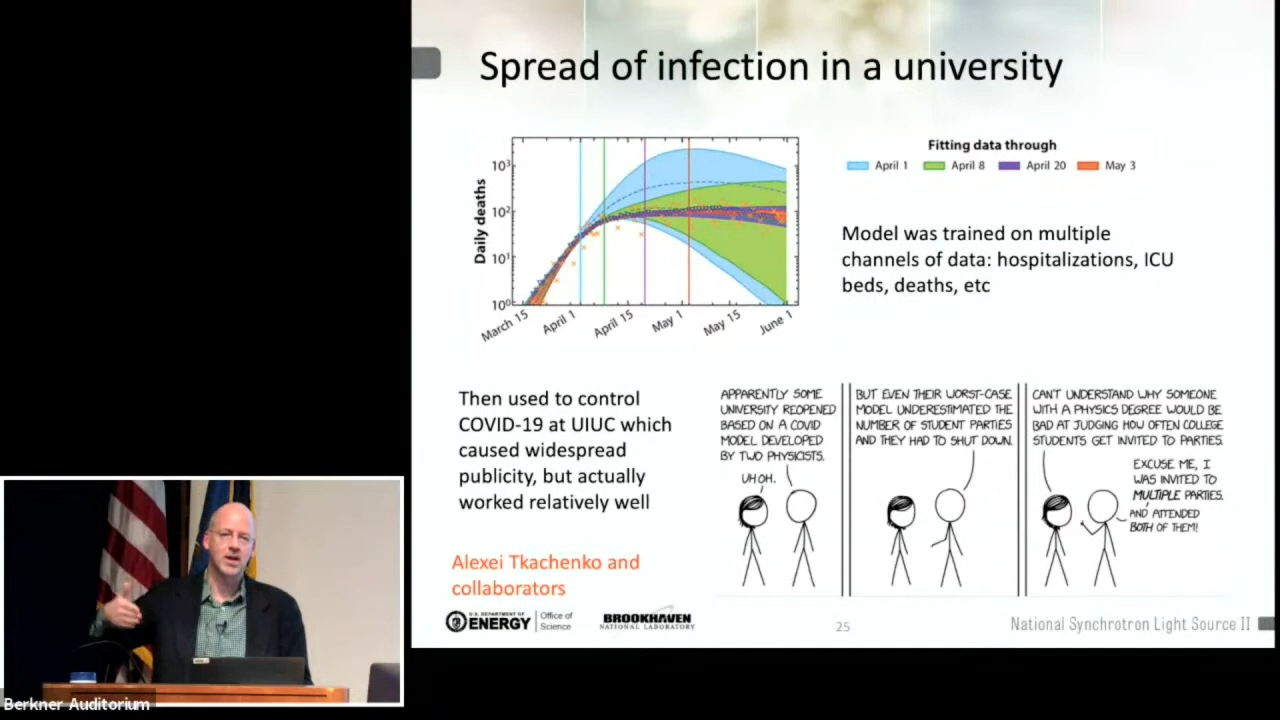 Spread of infection in a university
Fitting data through
April 1
April 8
April 20
May 3
Daily deaths
10³
10²
10¹
10⁰
March 15
April 1
April 15
May 1
May 15
June 1
Model was trained on multiple
channels of data: hospitalizations, ICU
beds, deaths, etc
Then used to control
COVID-19 at UIUC which
caused widespread
publicity, but actually
worked relatively well
Alexei Tkachenko and
collaborators
APPARENTLY SOME
UNIVERSITY REOPENED
BASED ON A COVID
MODEL DEVELOPED
BY TWO PHYSICISTS.
UH OH.
BUT EVEN THEIR WORST-CASE
MODEL UNDERESTIMATED THE
NUMBER OF STUDENT PARTIES
AND THEY HAD TO SHUT DOWN.
CAN'T UNDERSTAND WHY SOMEONE
WITH A PHYSICS DEGREE WOULD BE
BAD AT JUDGING HOW OFTEN COLLEGE
STUDENTS GET INVITED TO PARTIES.
EXCUSE ME, I
WAS INVITED TO
MULTIPLE PARTIES.
AND ATTENDED
BOTH OF THEM!
U.S. DEPARTMENT OF
ENERGY
Office of
Science
BROOKHAVEN
NATIONAL LABORATORY
25
National Synchrotron Light Source II
Berkner Auditorium